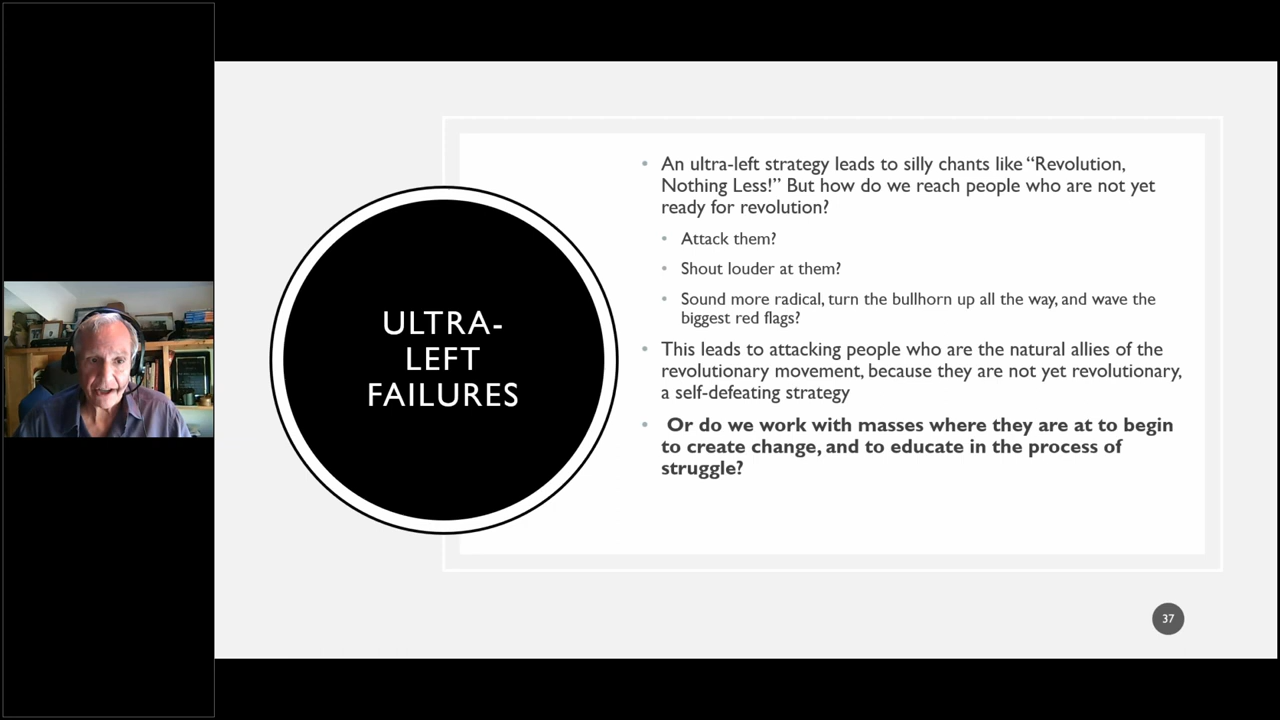 ULTRA-
LEFT
FAILURES
• An ultra-left strategy leads to silly chants like “Revolution,
Nothing Less!” But how do we reach people who are not yet
ready for revolution?
• Attack them?
• Shout louder at them?
• Sound more radical, turn the bullhorn up all the way, and wave the
biggest red flags?
• This leads to attacking people who are the natural allies of the
revolutionary movement, because they are not yet revolutionary,
a self-defeating strategy
• Or do we work with masses where they are at to begin
to create change, and to educate in the process of
struggle?
37